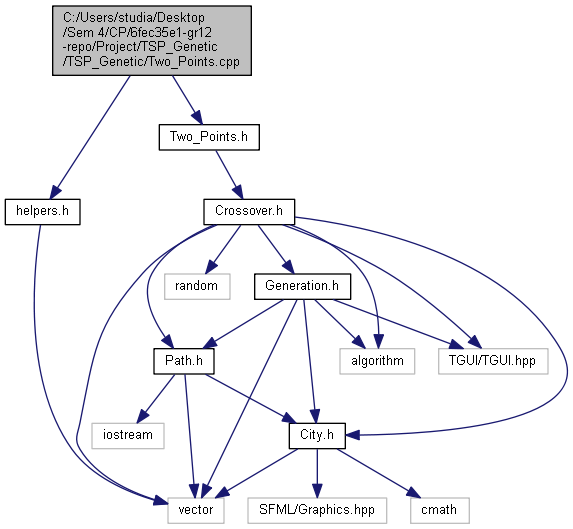 C:/Users/studia/Desktop
/Sem 4/CP/6fec35e1-gr12
-repo/Project/TSP_Genetic
/TSP_Genetic/Two_Points.cpp
Two_Points.h
helpers.h
Crossover.h
random
Generation.h
Path.h
algorithm
TGUI/TGUI.hpp
iostream
City.h
vector
SFML/Graphics.hpp
cmath